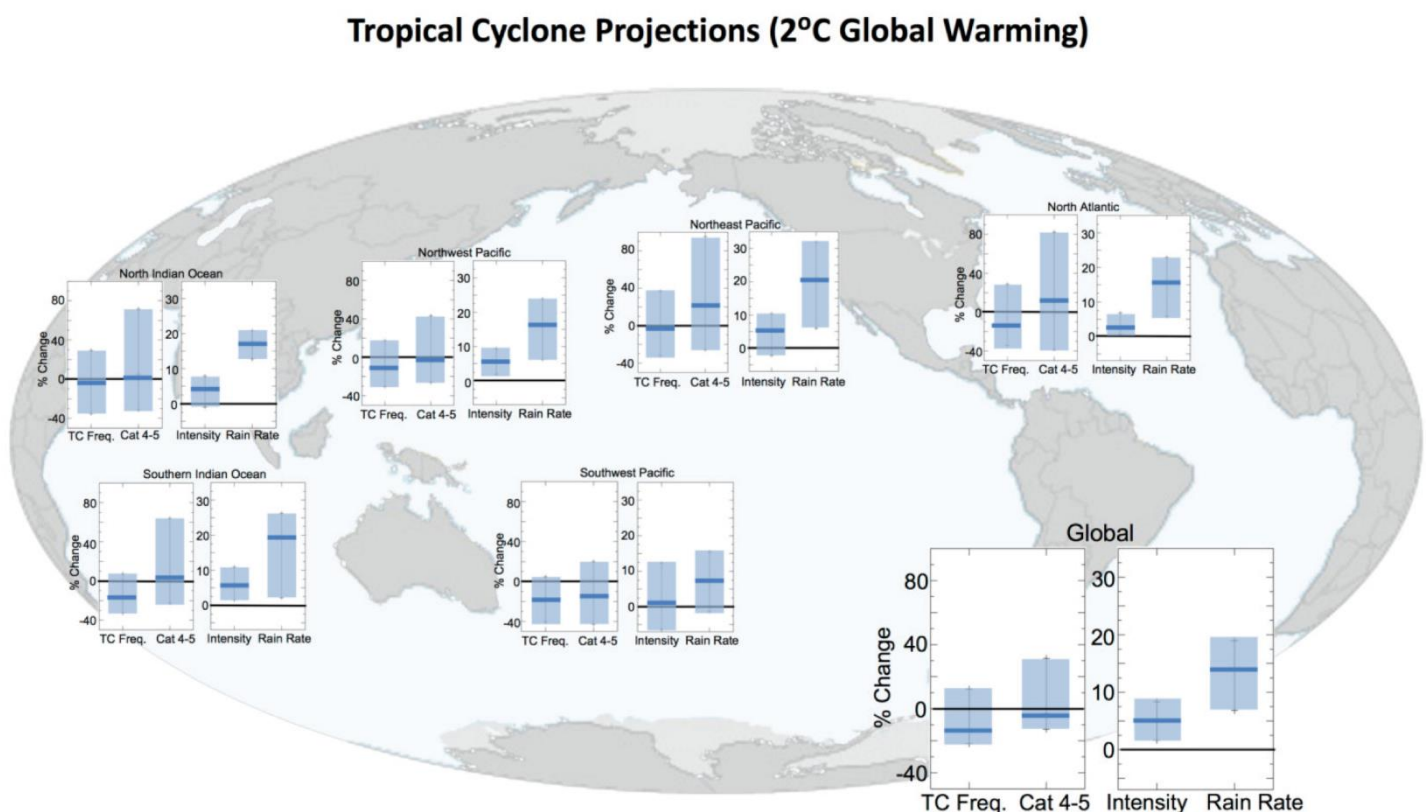 Tropical Cyclone Projections (2°C Global Warming)
North Indian Ocean
% Change
80
40
0
-40
TC Freq. Cat 4-5
30
20
10
0
Intensity Rain Rate
Northwest Pacific
% Change
80
40
0
-40
TC Freq. Cat 4-5
30
20
10
0
Intensity Rain Rate
Northeast Pacific
% Change
80
40
0
-40
TC Freq. Cat 4-5
30
20
10
0
Intensity Rain Rate
North Atlantic
% Change
80
40
0
-40
TC Freq. Cat 4-5
30
20
10
0
Intensity Rain Rate
Southern Indian Ocean
% Change
80
40
0
-40
TC Freq. Cat 4-5
30
20
10
0
Intensity Rain Rate
Southwest Pacific
% Change
80
40
0
-40
TC Freq. Cat 4-5
30
20
10
0
Intensity Rain Rate
Global
% Change
80
40
0
-40
TC Freq. Cat 4-5
30
20
10
0
Intensity Rain Rate